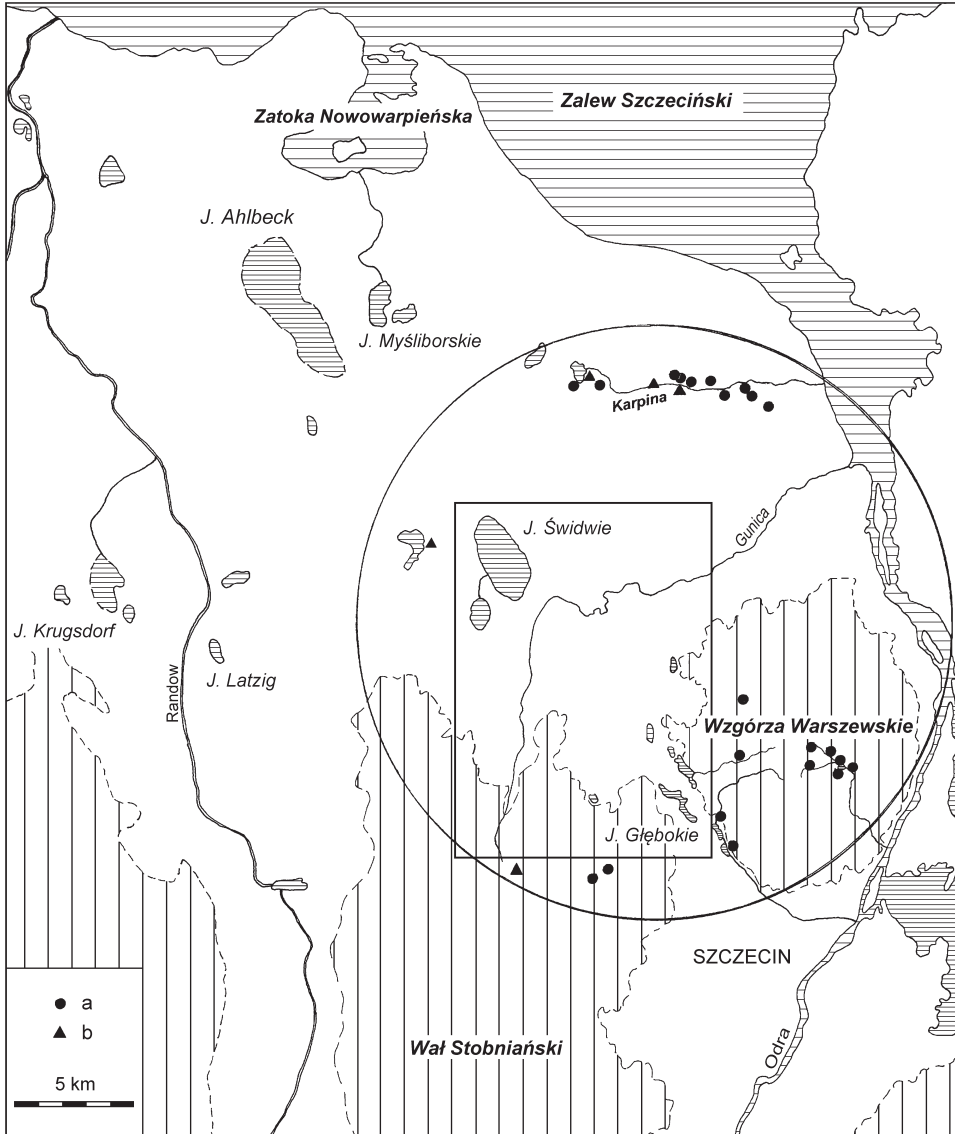 Zalew Szczeciński
Zatoka Nowowarpieńska
J. Ahlbeck
J. Myśliborskie
Karpina
Gunica
J. Świdwie
J. Krugsdorf
J. Latzig
Randow
Wzgórza Warszewskie
J. Głębokie
SZCZECIN
a
b
Wał Stobniański
Odra
5 km